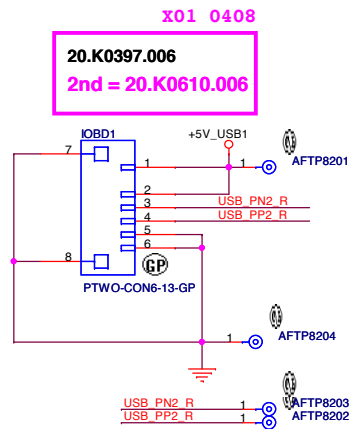 X01 0408
20.K0397.006
2nd = 20.K0610.006
IOBD1
+5V_USB1
7
1
1
AFTP8201
2
3
USB_PN2_R
4
USB_PP2_R
5
6
8
GP
PTWO-CON6-13-GP
1
AFTP8204
USB_PN2_R
1
AFTP8203
USB_PP2_R
1
AFTP8202